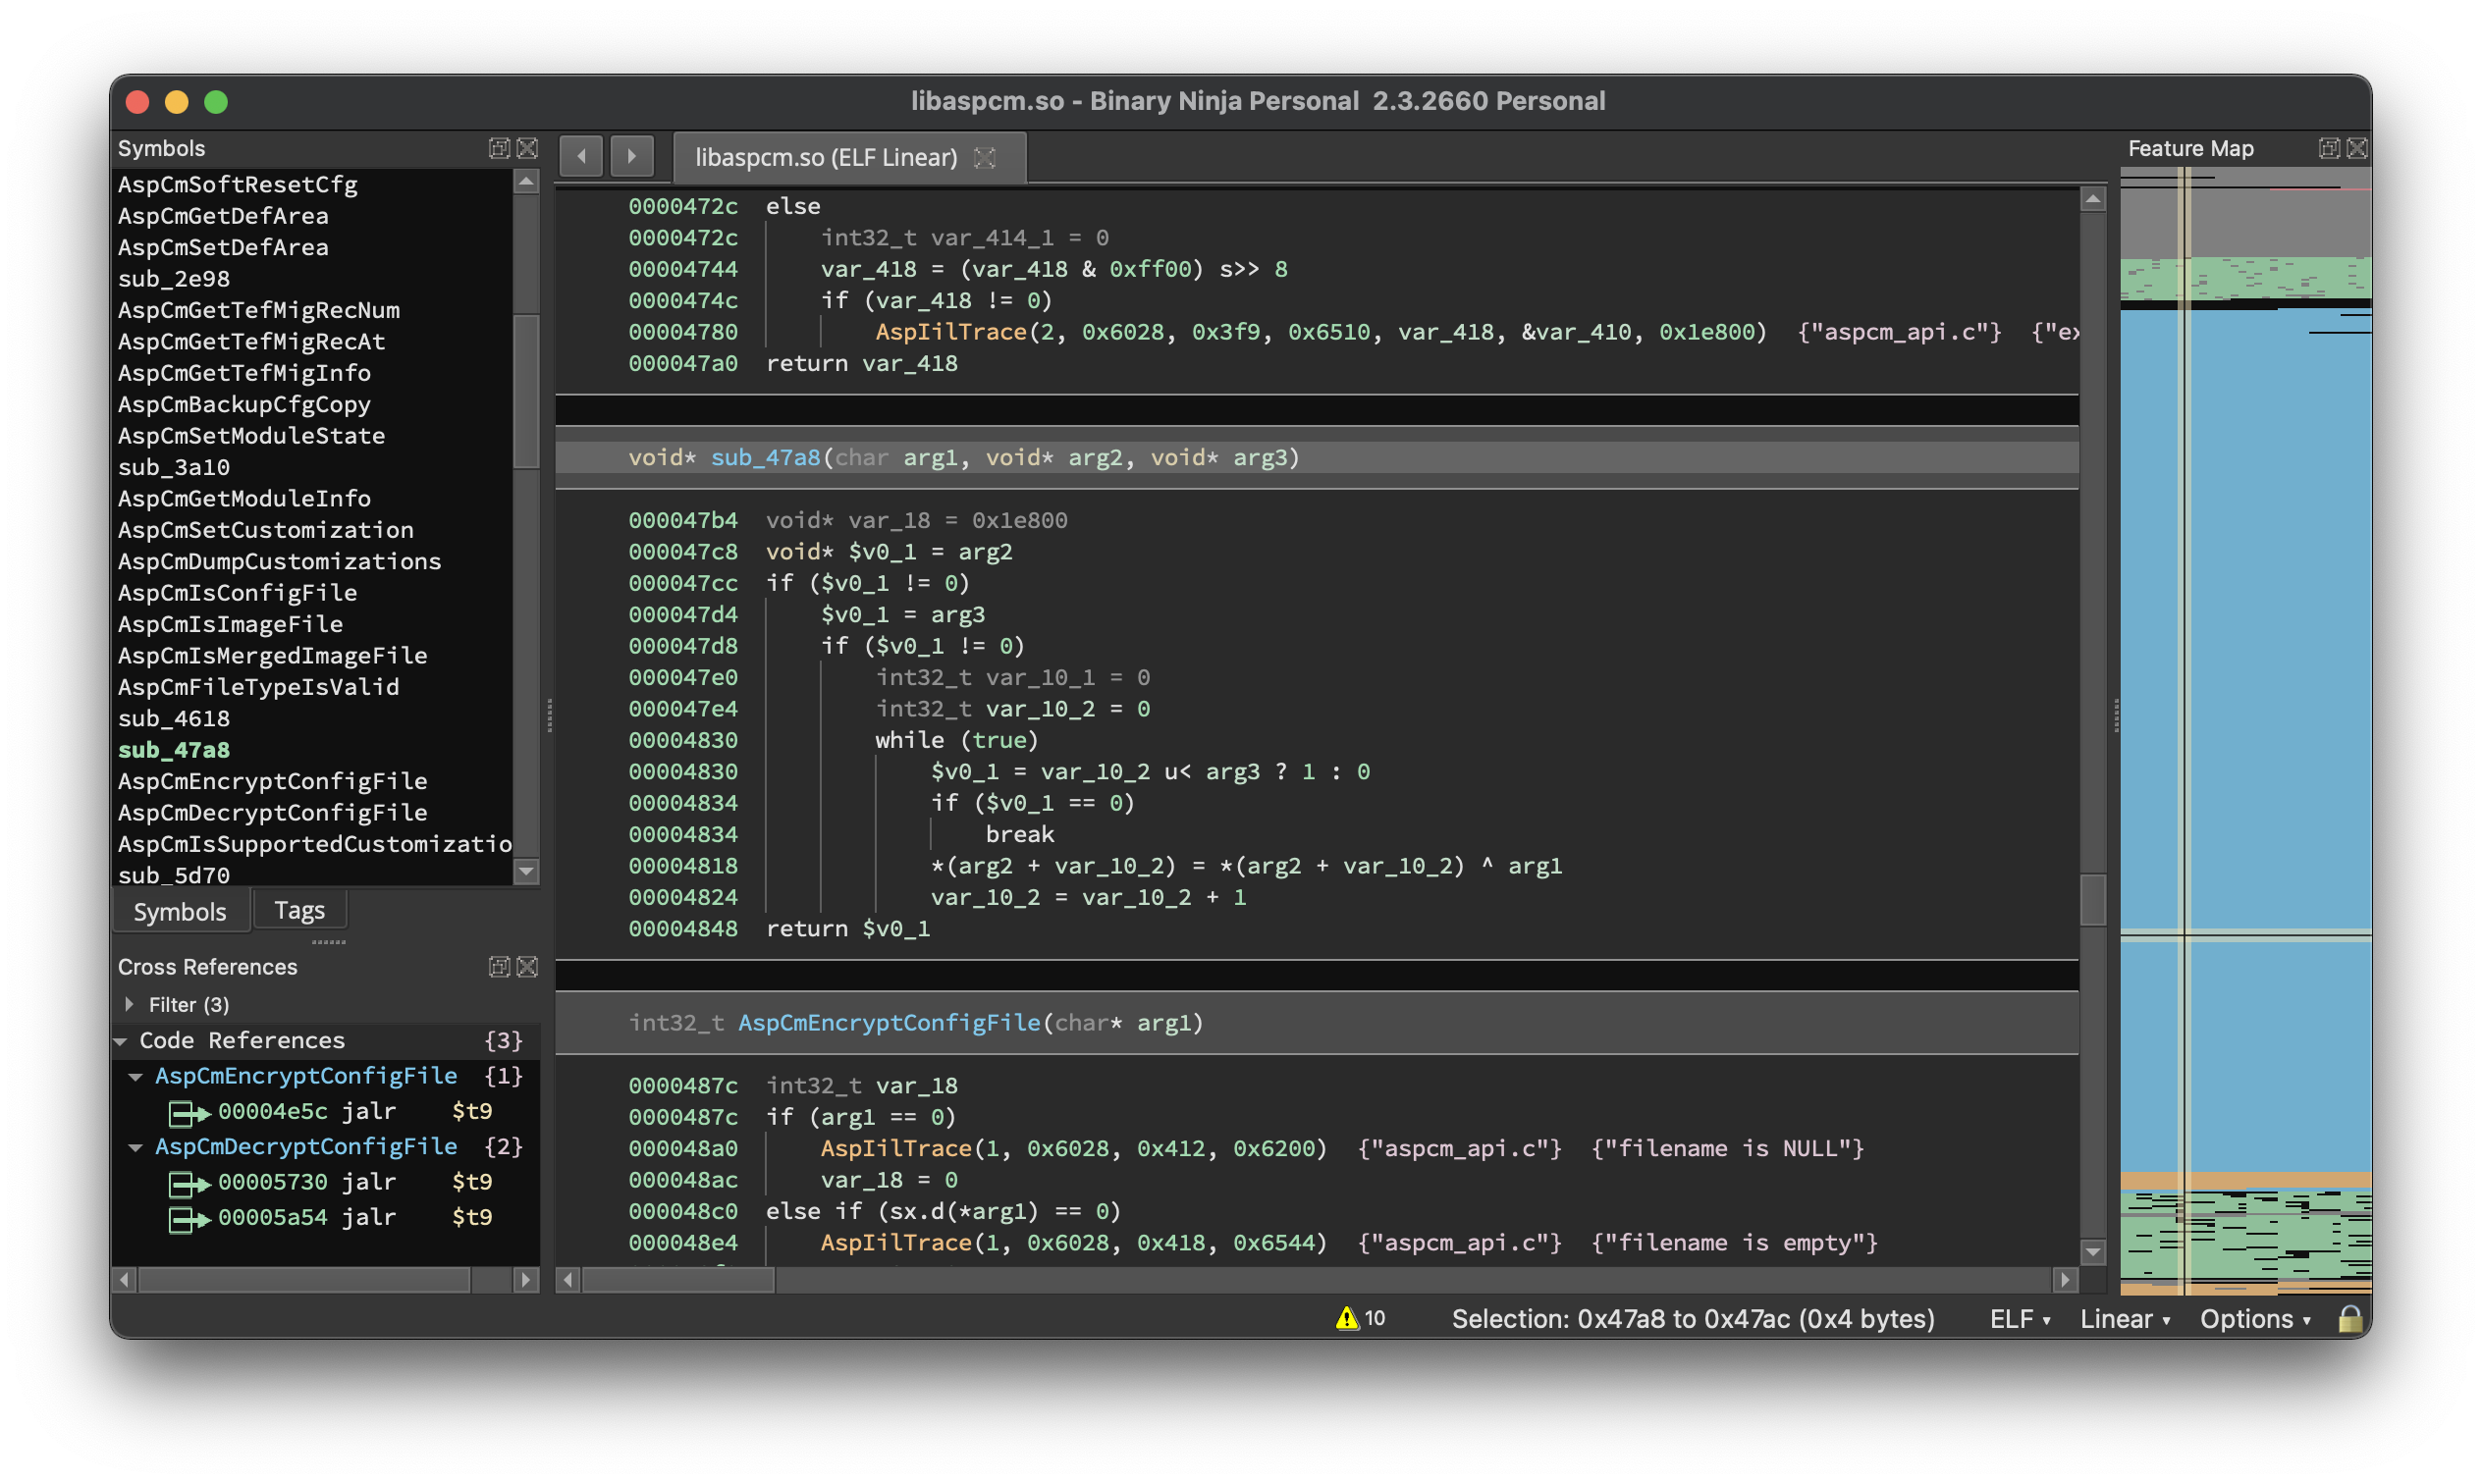 libaspcm.so - Binary Ninja Personal 2.3.2660 Personal
Symbols
AspCmSoftResetCfg
AspCmGetDefArea
AspCmSetDefArea
sub_2e98
AspCmGetTefMigRecNum
AspCmGetTefMigRecAt
AspCmGetTefMigInfo
AspCmBackupCfgCopy
AspCmSetModuleState
sub_3a10
AspCmGetModuleInfo
AspCmSetCustomization
AspCmDumpCustomizations
AspCmIsConfigFile
AspCmIsImageFile
AspCmIsMergedImageFile
AspCmFileTypeIsValid
sub_4618
sub_47a8
AspCmEncryptConfigFile
AspCmDecryptConfigFile
AspCmIsSupportedCustomizatio
sub_5d70
Symbols Tags
Cross References
Filter (3)
Code References {3}
AspCmEncryptConfigFile {1}
00004e5c jalr $t9
AspCmDecryptConfigFile {2}
00005730 jalr $t9
00005a54 jalr $t9
libaspcm.so (ELF Linear)
0000472c else
0000472c int32_t var_414_1 = 0
00004744 var_418 = (var_418 & 0xff00) s>> 8
0000474c if (var_418 != 0)
00004780 AspIilTrace(2, 0x6028, 0x3f9, 0x6510, var_418, &var_410, 0x1e800) {"aspcm_api.c"} {"ex
000047a0 return var_418
void* sub_47a8(char arg1, void* arg2, void* arg3)
000047b4 void* var_18 = 0x1e800
000047c8 void* $v0_1 = arg2
000047cc if ($v0_1 != 0)
000047d4 $v0_1 = arg3
000047d8 if ($v0_1 != 0)
000047e0 int32_t var_10_1 = 0
000047e4 int32_t var_10_2 = 0
00004830 while (true)
00004830 $v0_1 = var_10_2 u< arg3 ? 1 : 0
00004834 if ($v0_1 == 0)
00004834 break
00004818 *(arg2 + var_10_2) = *(arg2 + var_10_2) ^ arg1
00004824 var_10_2 = var_10_2 + 1
00004848 return $v0_1
int32_t AspCmEncryptConfigFile(char* arg1)
0000487c int32_t var_18
0000487c if (arg1 == 0)
000048a0 AspIilTrace(1, 0x6028, 0x412, 0x6200) {"aspcm_api.c"} {"filename is NULL"}
000048ac var_18 = 0
000048c0 else if (sx.d(*arg1) == 0)
000048e4 AspIilTrace(1, 0x6028, 0x418, 0x6544) {"aspcm_api.c"} {"filename is empty"}
Feature Map
10 Selection: 0x47a8 to 0x47ac (0x4 bytes) ELF Linear Options